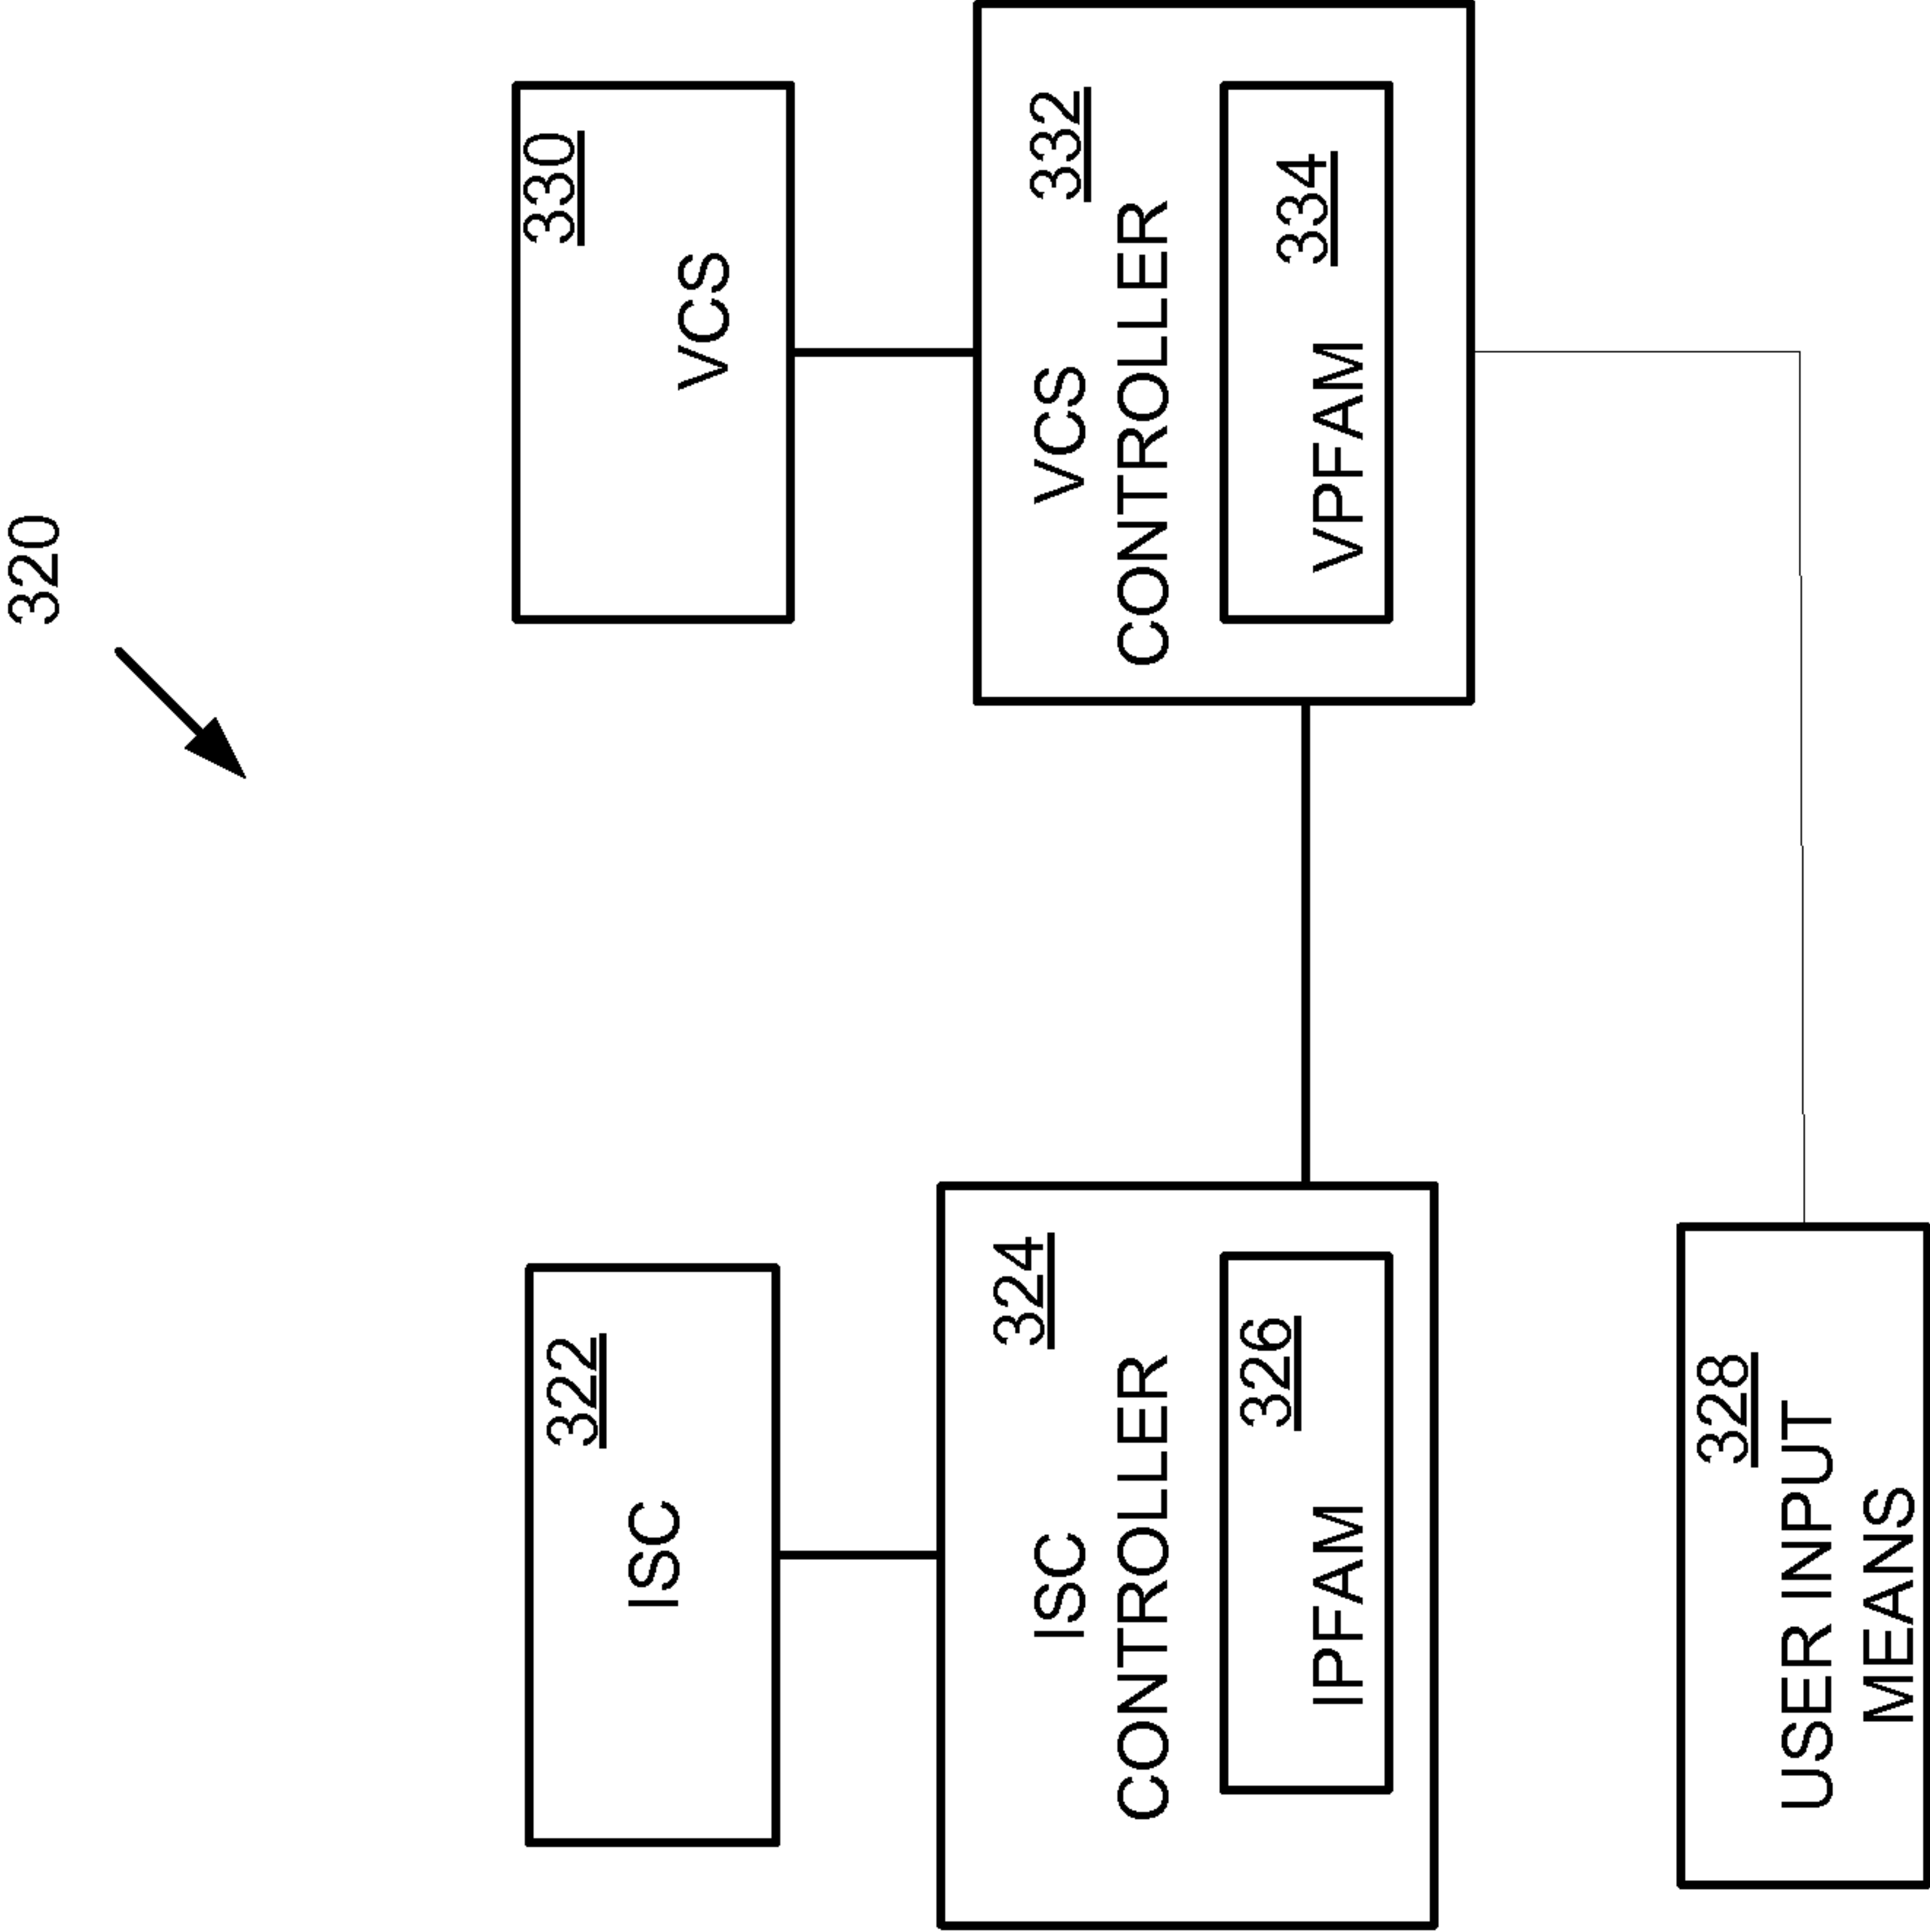 320
322
ISC
324
ISC
CONTROLLER
326
IPFAM
328
USER INPUT
MEANS
330
VCS
332
VCS
CONTROLLER
334
VPFAM